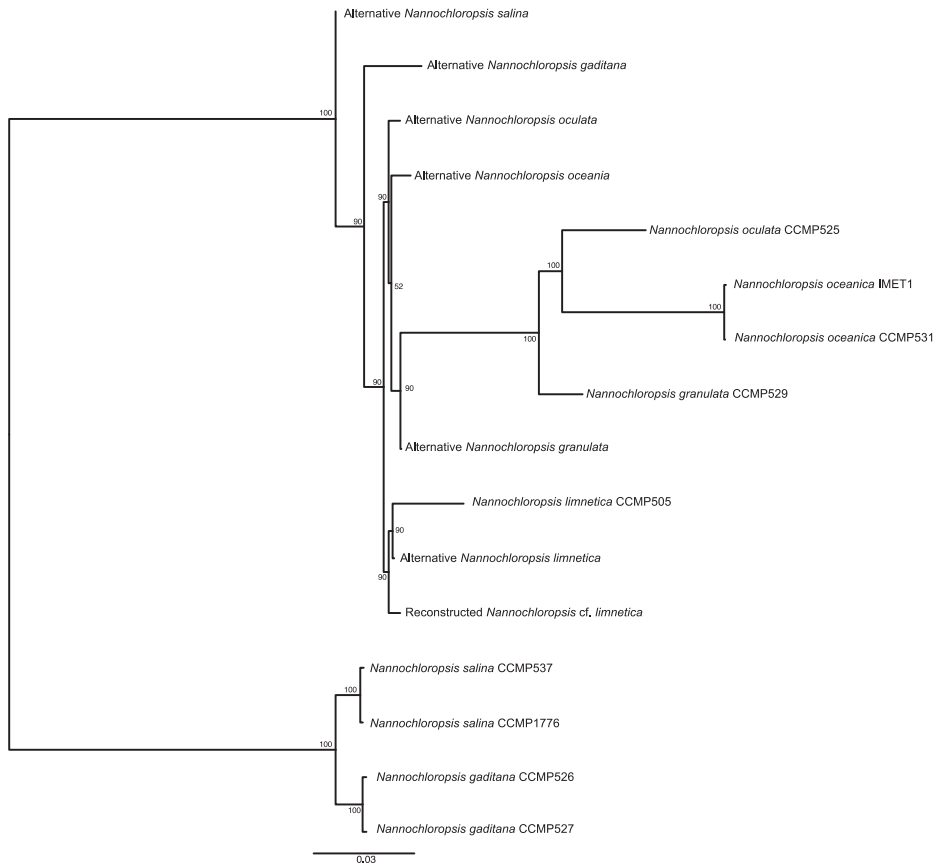 Alternative Nannochloropsis salina
Alternative Nannochloropsis gaditana
100
Alternative Nannochloropsis oculata
Alternative Nannochloropsis oceania
90
90
Nannochloropsis oculata CCMP525
100
52
Nannochloropsis oceanica IMET1
100
Nannochloropsis oceanica CCMP531
100
90
90
Nannochloropsis granulata CCMP529
Alternative Nannochloropsis granulata
Nannochloropsis limnetica CCMP505
90
Alternative Nannochloropsis limnetica
90
Reconstructed Nannochloropsis cf. limnetica
Nannochloropsis salina CCMP537
100
Nannochloropsis salina CCMP1776
100
Nannochloropsis gaditana CCMP526
100
Nannochloropsis gaditana CCMP527
0.03